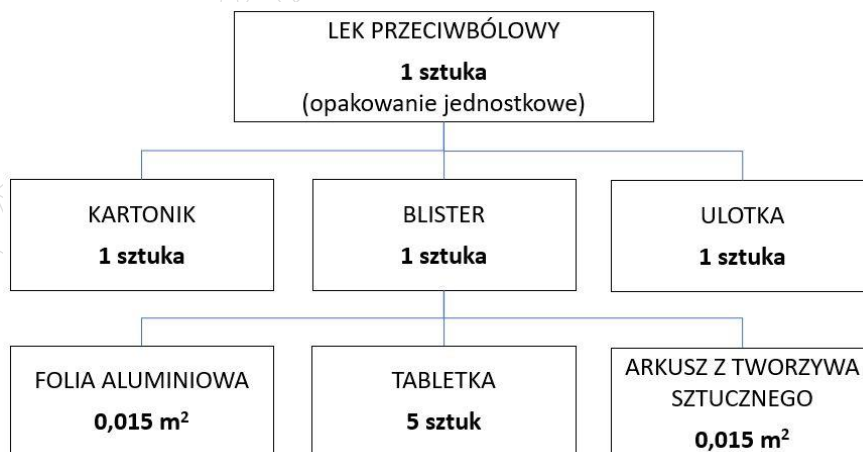 LEK PRZECIWBÓLOWY
1 sztuka
(opakowanie jednostkowe)
KARTONIK
1 sztuka
BLISTER
1 sztuka
ULOTKA
1 sztuka
FOLIA ALUMINIOWA
0,015 m²
TABLETKA
5 sztuk
ARKUSZ Z TWORZYWA
SZTUCZNEGO
0,015 m²